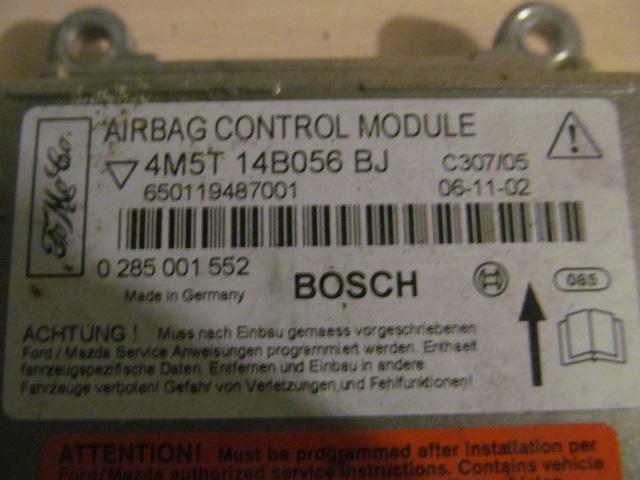 FoMoCo
AIRBAG CONTROL MODULE
4M5T 14B056 BJ
C307/05
650119487001
06-11-02
0 285 001 552
Made in Germany
BOSCH
085
ACHTUNG ! Muss nach Einbau gemaess vorgeschriebenen
Ford / Mazda Service Anweisungen programmiert werden. Enthaelt
fahrzeugspezifische Daten. Entfernen und Einbau in andere
Fahrzeuge verboten! Gefahr von Verletzungen und Fehlfunktionen!
ATTENTION! Must be programmed after installation per
Ford/Mazda authorized service instructions. Contains vehicle